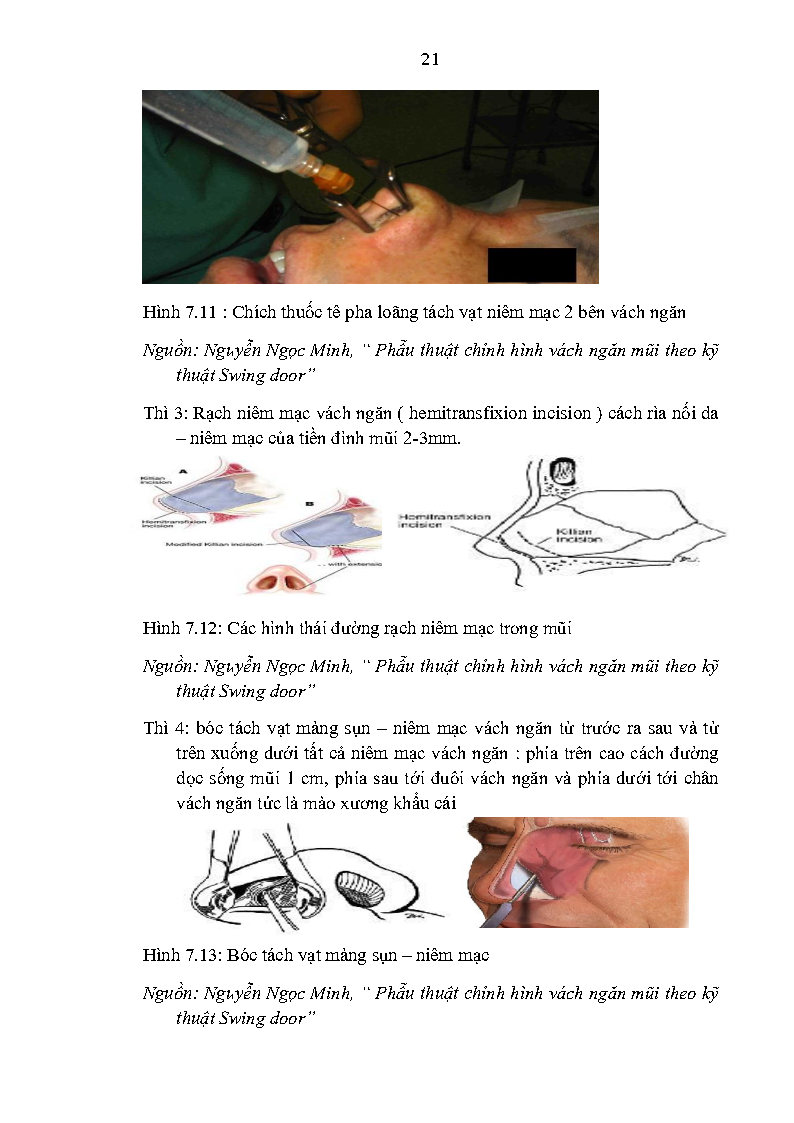 21
Hình 7.11 : Chích thuốc tê pha loãng tách vạt niêm mạc 2 bên vách ngăn
Nguồn: Nguyễn Ngọc Minh, “ Phẫu thuật chỉnh hình vách ngăn mũi theo kỹ
thuật Swing door”
Thì 3: Rạch niêm mạc vách ngăn ( hemitransfixion incision ) cách rìa nối da
– niêm mạc của tiền đình mũi 2-3mm.
A
Killian
incision
Hemitransfixion
incision
B
Modified Killian incision
with extensio
Hemitransfixion
incision
Killian
incision
Hình 7.12: Các hình thái đường rạch niêm mạc trong mũi
Nguồn: Nguyễn Ngọc Minh, “ Phẫu thuật chỉnh hình vách ngăn mũi theo kỹ
thuật Swing door”
Thì 4: bóc tách vạt màng sụn – niêm mạc vách ngăn từ trước ra sau và từ
trên xuống dưới tất cả niêm mạc vách ngăn : phía trên cao cách đường
dọc sống mũi 1 cm, phía sau tới đuôi vách ngăn và phía dưới tới chân
vách ngăn tức là mào xương khẩu cái
Hình 7.13: Bóc tách vạt màng sụn – niêm mạc
Nguồn: Nguyễn Ngọc Minh, “ Phẫu thuật chỉnh hình vách ngăn mũi theo kỹ
thuật Swing door”